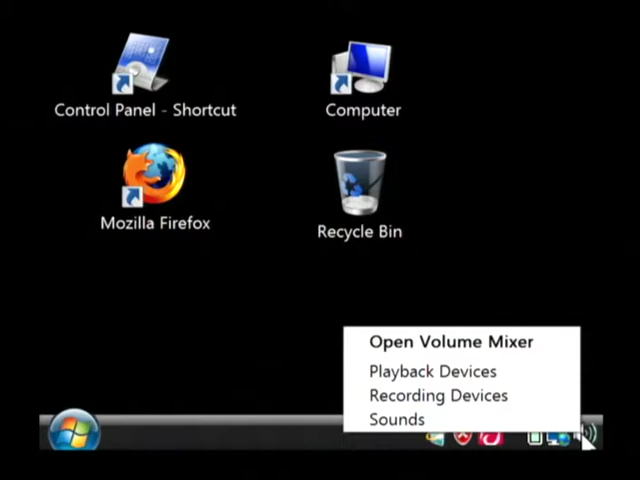 Control Panel - Shortcut
Computer
Mozilla Firefox
Recycle Bin
Open Volume Mixer
Playback Devices
Recording Devices
Sounds